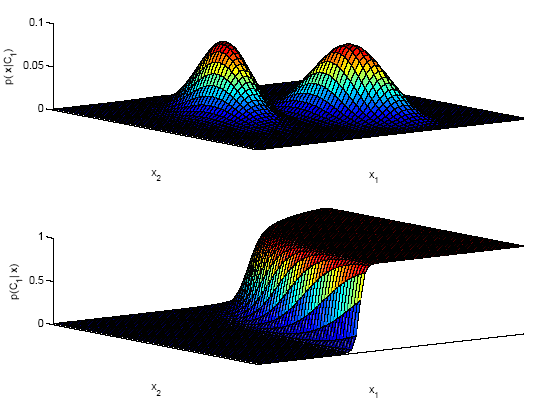 0.1
0.05
0
p( x|C₁)
x₂
x₁
1
0.5
0
p(C₁| x)
x₂
x₁